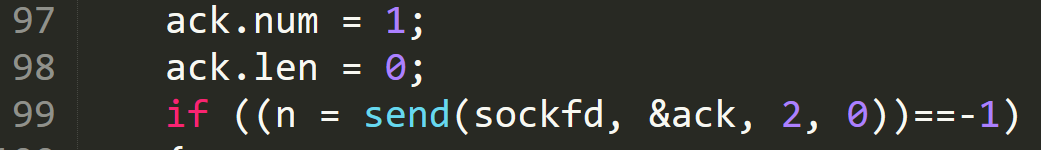 97 ack.num = 1;
98 ack.len = 0;
99 if ((n = send(sockfd, &ack, 2, 0))==-1)